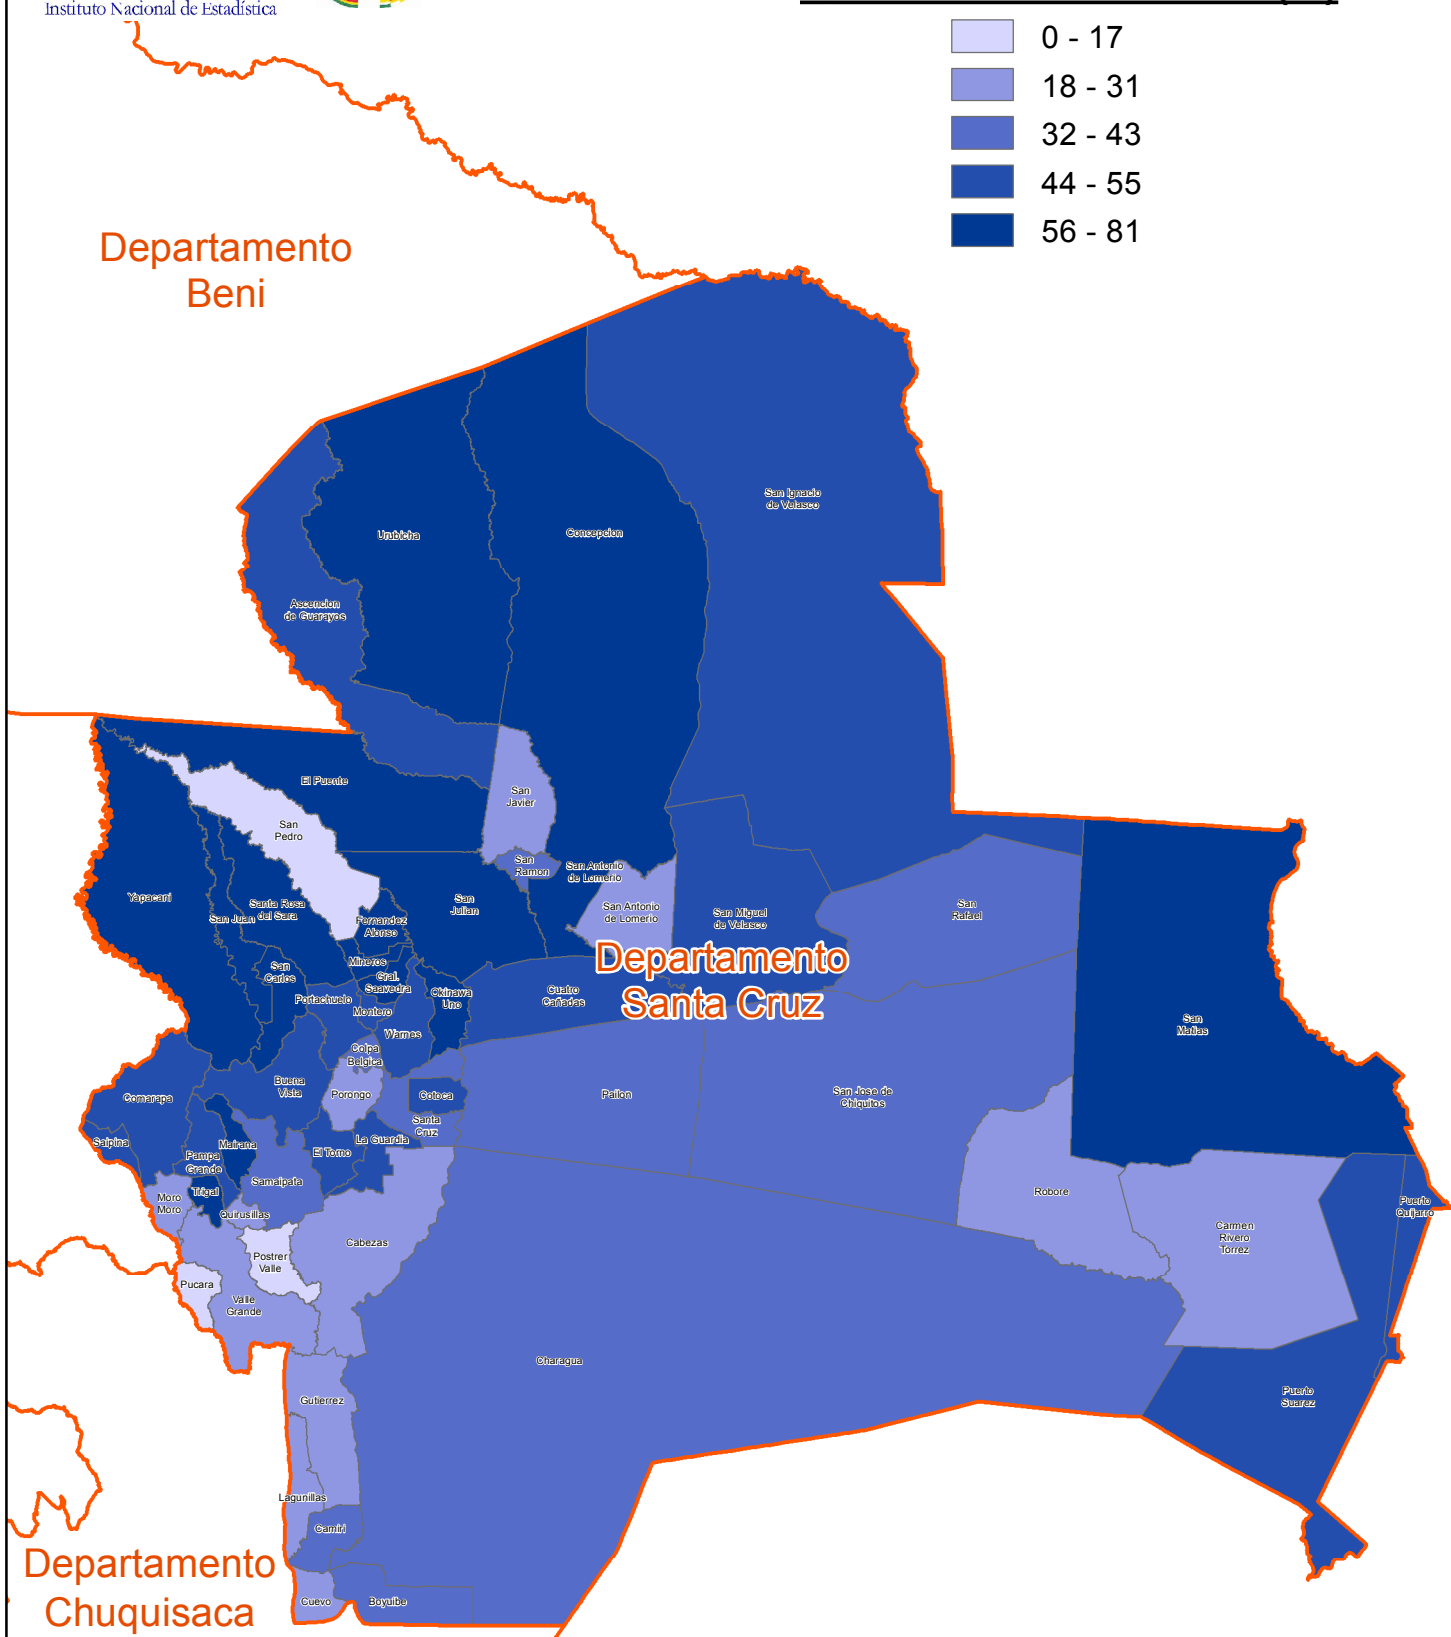 Instituto Nacional de Estadística
0 - 17
18 - 31
32 - 43
44 - 55
56 - 81
Departamento
Beni
San Ignacio
de Velasco
Urubicha
Concepcion
Ascencion
de Guarayos
El Puente
San
Javier
San
Pedro
San
Ramon
San Antonio
de Lomerio
Yapacani
San Juan
Santa Rosa
del Sara
Fernandez
Alonso
San
Julian
San Antonio
de Lomerio
San Miguel
de Velasco
San
Rafael
Mineros
San
Carlos
Gral.
Saavedra
Okinawa
Uno
Portachuelo
Montero
Cuatro
Cañadas
Departamento
Santa Cruz
San
Matias
Warnes
Colpa
Belgica
Buena
Vista
Porongo
Cotoca
Pailon
San Jose de
Chiquitos
Comarapa
Santa
Cruz
Saipina
Mairana
El Torno
La Guardia
Pampa
Grande
Samaipata
Trigal
Moro
Moro
Quirusillas
Robore
Puerto
Quijarro
Carmen
Rivero
Torrez
Cabezas
Postrer
Valle
Pucara
Valle
Grande
Charagua
Gutierrez
Puerto
Suarez
Lagunillas
Camiri
Departamento
Chuquisaca
Cuevo
Boyuibe